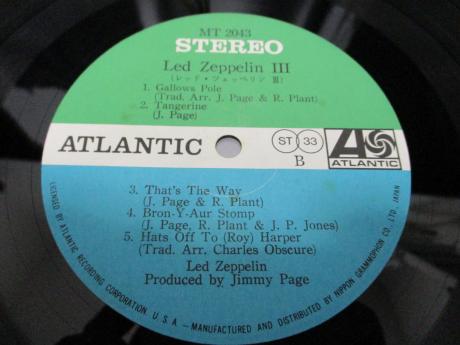 MT 2043
STEREO
Led Zeppelin III
(レッド・ツェッペリン Ⅲ)
1. Gallows Pole
(Trad. Arr. J. Page & R. Plant)
2. Tangerine
(J. Page)
ATLANTIC
ST 33
B
ATLANTIC
3. That's The Way
(J. Page & R. Plant)
4. Bron-Y-Aur Stomp
(J. Page, R. Plant & J. P. Jones)
5. Hats Off To (Roy) Harper
(Trad. Arr. Charles Obscure)
Led Zeppelin
Produced by Jimmy Page
LICENSED BY ATLANTIC RECORDING CORPORATION, U.S.A. - MANUFACTURED AND DISTRIBUTED BY NIPPON GRAMMOPHON CO., LTD., JAPAN